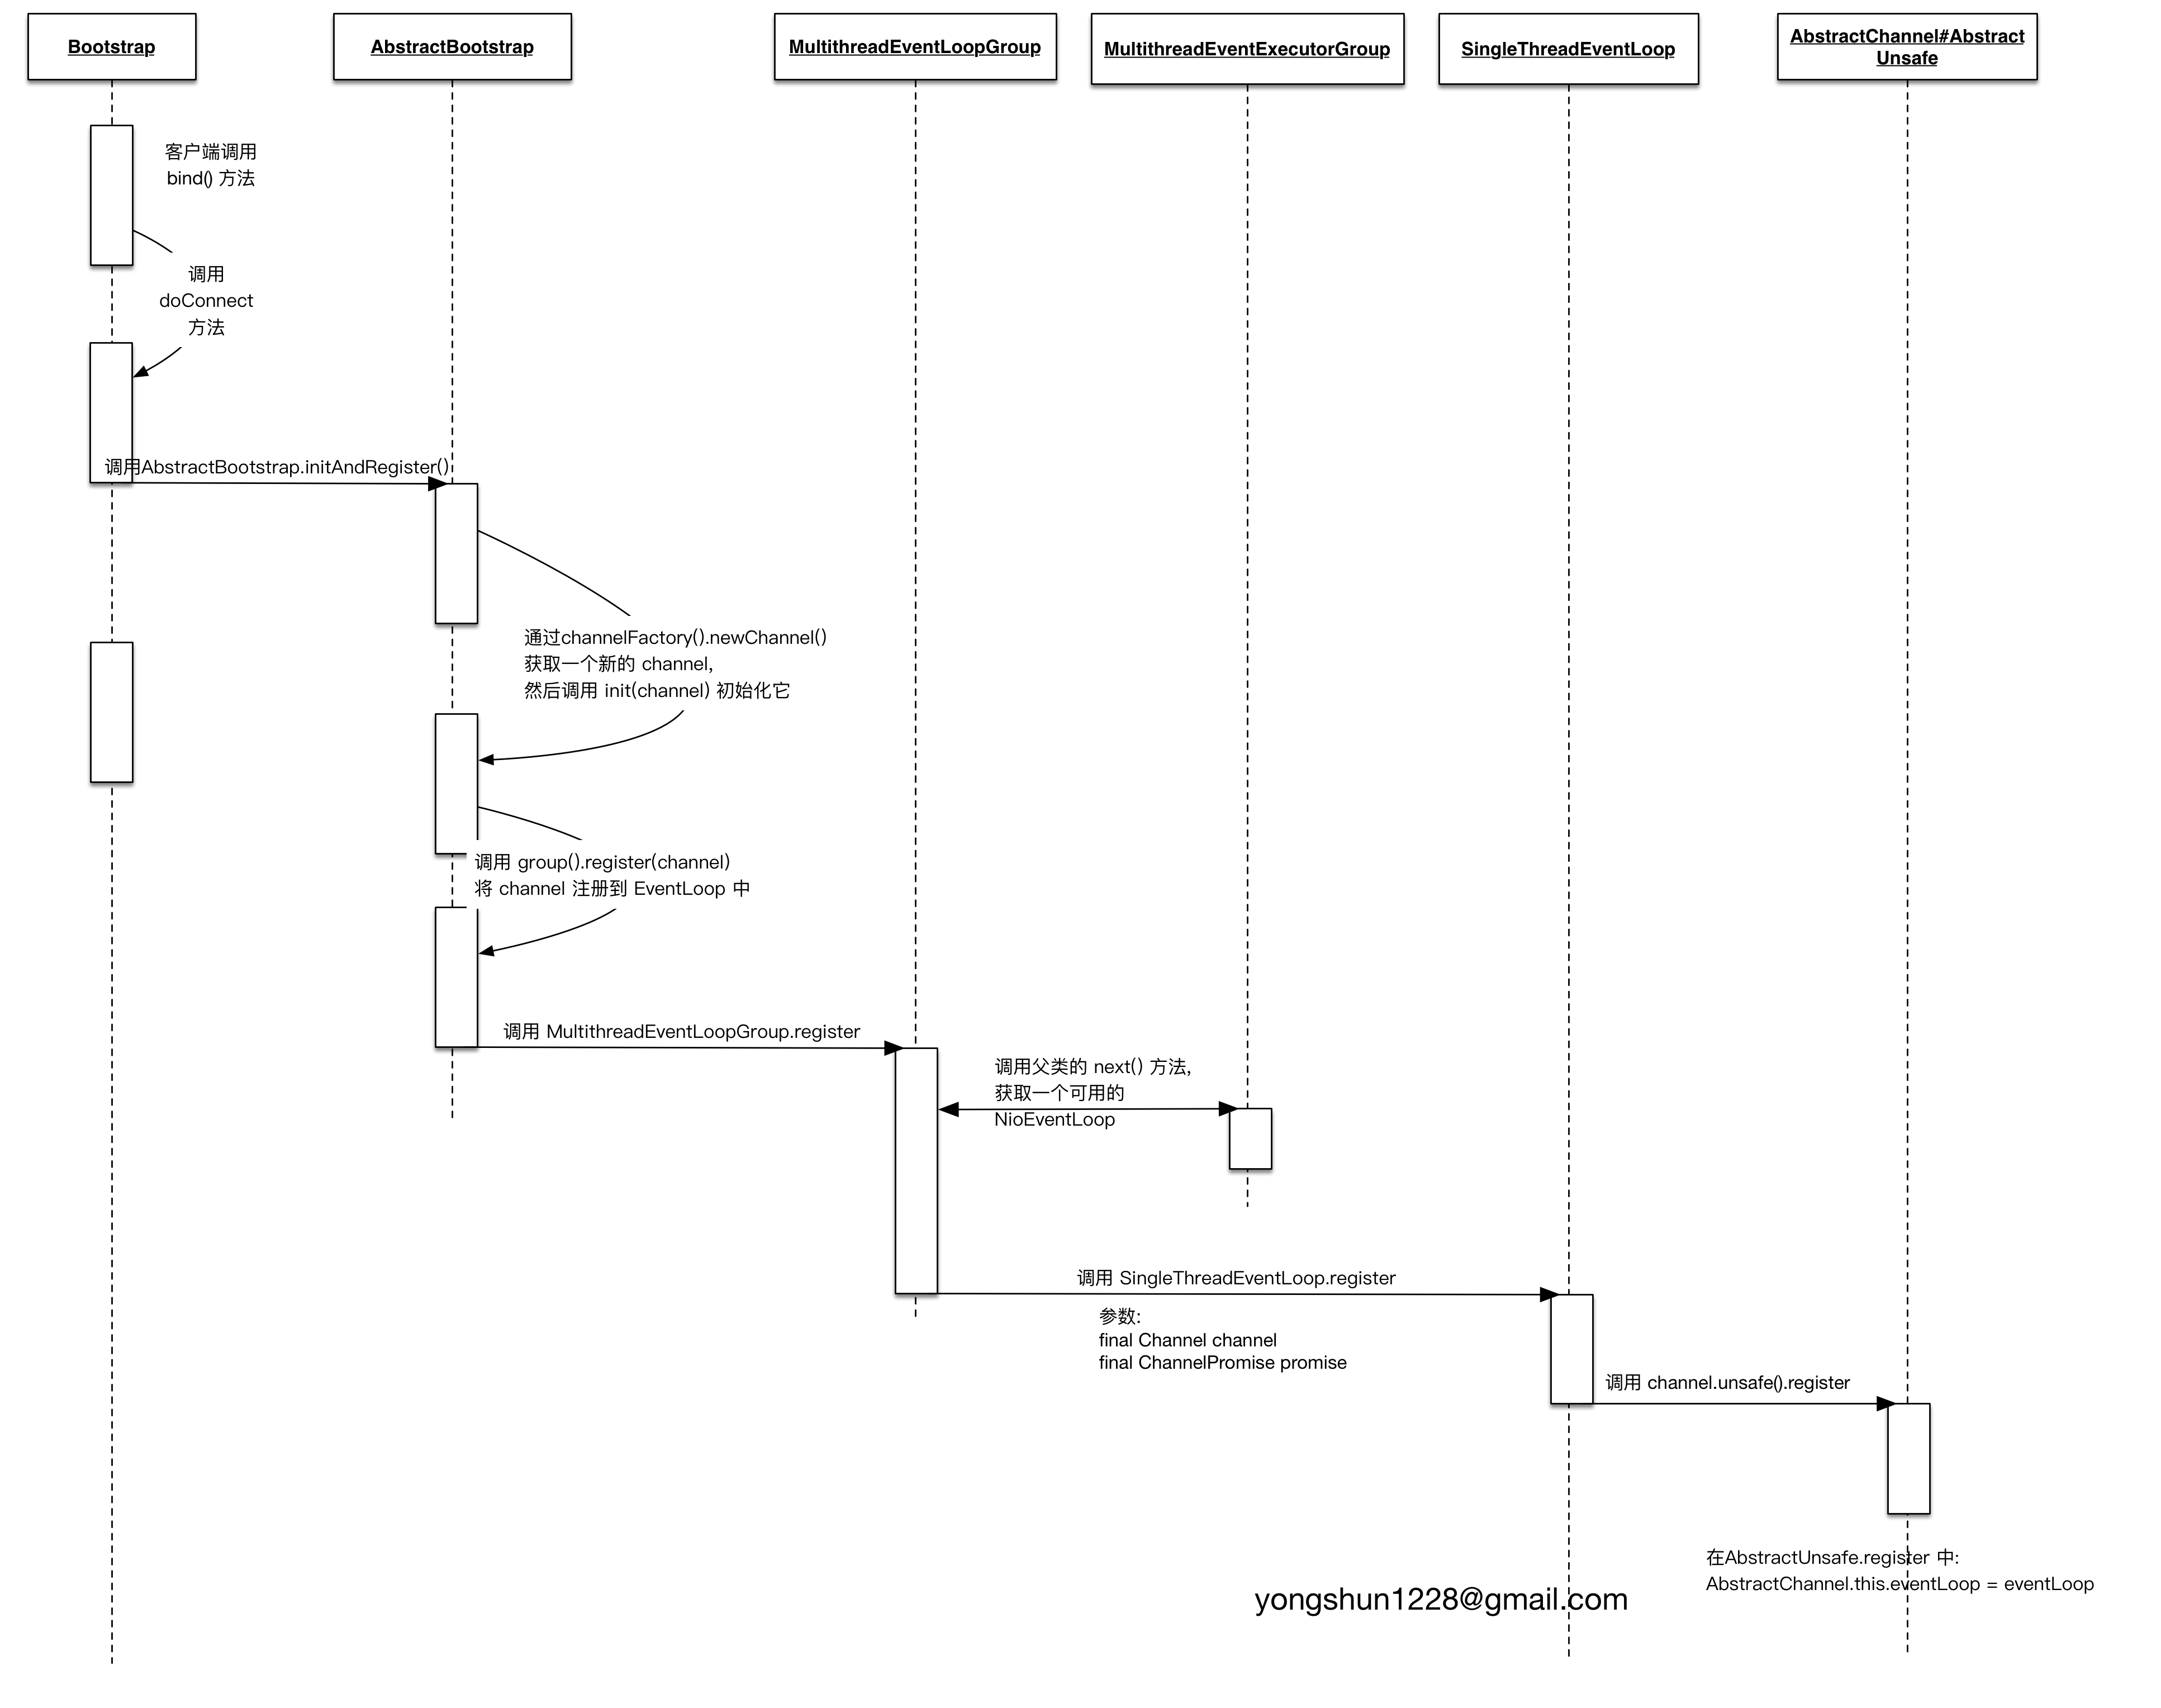 Bootstrap
AbstractBootstrap
MultithreadEventLoopGroup
MultithreadEventExecutorGroup
SingleThreadEventLoop
AbstractChannel#Abstract
Unsafe
客户端调用
bind() 方法
调用
doConnect
方法
调用AbstractBootstrap.initAndRegister()
通过channelFactory().newChannel()
获取一个新的 channel,
然后调用 init(channel) 初始化它
调用 group().register(channel)
将 channel 注册到 EventLoop 中
调用 MultithreadEventLoopGroup.register
调用父类的 next() 方法,
获取一个可用的
NioEventLoop
调用 SingleThreadEventLoop.register
参数:
final Channel channel
final ChannelPromise promise
调用 channel.unsafe().register
在AbstractUnsafe.register 中:
AbstractChannel.this.eventLoop = eventLoop
yongshun1228@gmail.com